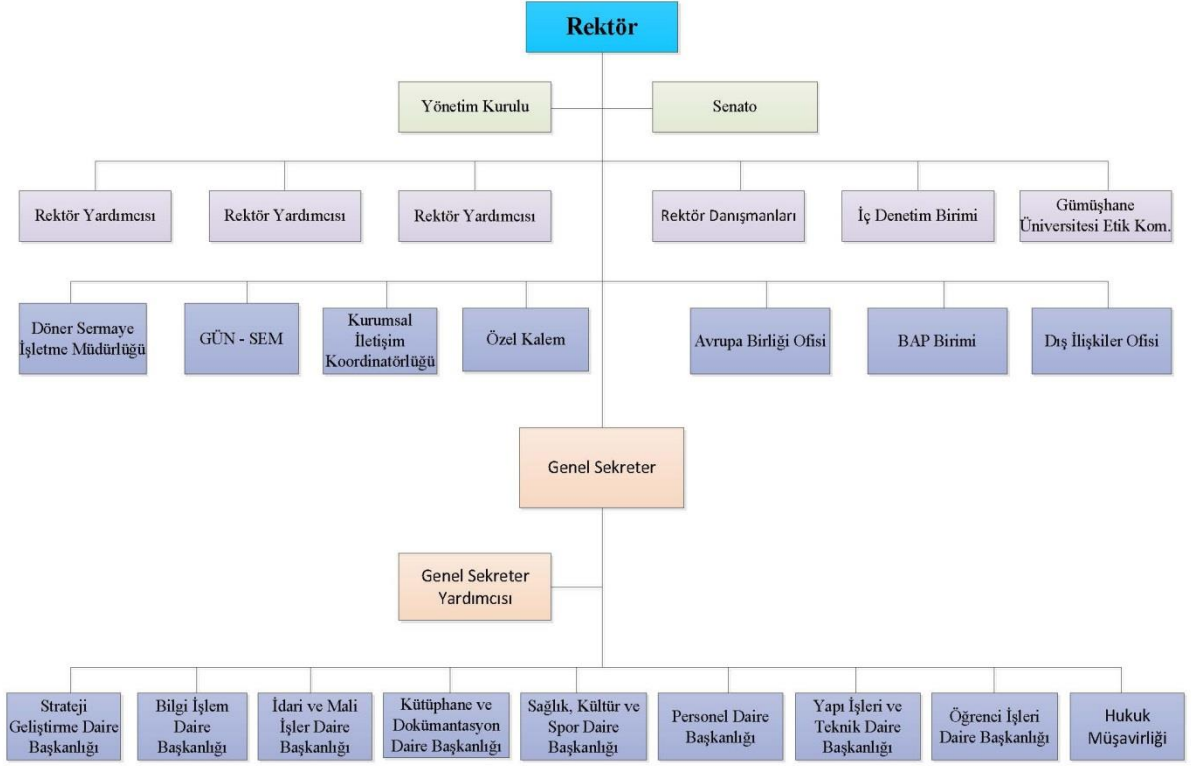 Rektör
Yönetim Kurulu
Senato
Rektör Yardımcısı
Rektör Yardımcısı
Rektör Yardımcısı
Rektör Danışmanları
İç Denetim Birimi
Gümüşhane
Üniversitesi Etik Kom.
Döner Sermaye
İşletme Müdürlüğü
GÜN - SEM
Kurumsal
İletişim
Koordinatörlüğü
Özel Kalem
Avrupa Birliği Ofisi
BAP Birimi
Dış İlişkiler Ofisi
Genel Sekreter
Genel Sekreter
Yardımcısı
Strateji
Geliştirme Daire
Başkanlığı
Bilgi İşlem
Daire
Başkanlığı
İdari ve Mali
İşler Daire
Başkanlığı
Kütüphane ve
Dokümantasyon
Daire Başkanlığı
Sağlık, Kültür ve
Spor Daire
Başkanlığı
Personel Daire
Başkanlığı
Yapı İşleri ve
Teknik Daire
Başkanlığı
Öğrenci İşleri
Daire Başkanlığı
Hukuk
Müşavirliği